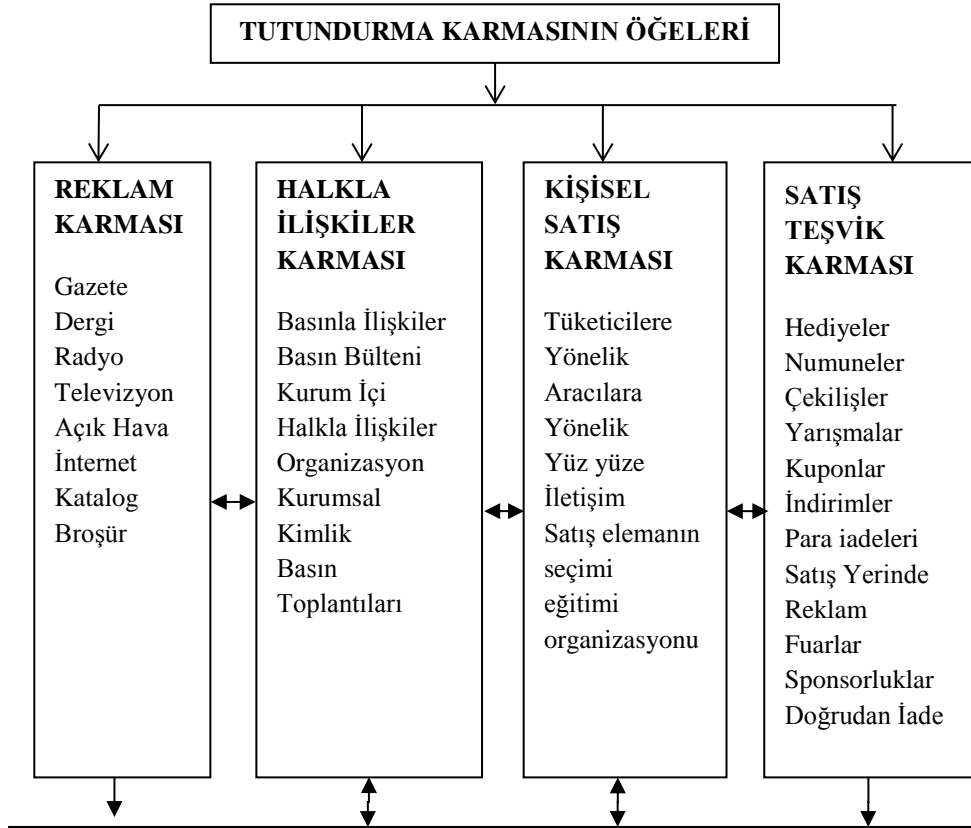 TUTUNDURMA KARMASININ ÖĞELERİ
REKLAM
KARMASI
Gazete
Dergi
Radyo
Televizyon
Açık Hava
İnternet
Katalog
Broşür
HALKLA
İLİŞKİLER
KARMASI
Basınla İlişkiler
Basın Bülteni
Kurum İçi
Halkla İlişkiler
Organizasyon
Kurumsal
Kimlik
Basın
Toplantıları
KİŞİSEL
SATIŞ
KARMASI
Tüketicilere
Yönelik
Aracılara
Yönelik
Yüz yüze
İletişim
Satış elemanın
seçimi
eğitimi
organizasyonu
SATIŞ
TEŞVİK
KARMASI
Hediyeler
Numuneler
Çekilişler
Yarışmalar
Kuponlar
İndirimler
Para iadeleri
Satış Yerinde
Reklam
Fuarlar
Sponsorluklar
Doğrudan İade